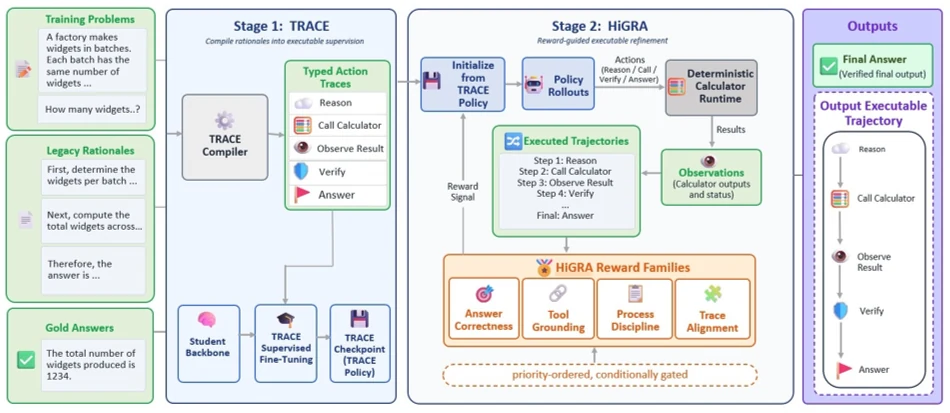 Training Problems
A factory makes
widgets in batches.
Each batch has the
same number of
widgets ...
How many widgets..?
Legacy Rationales
First, determine the
widgets per batch ...
Next, compute the
total widgets across...
Therefore, the
answer is ...
Gold Answers
The total number of
widgets produced is
1234.
Stage 1: TRACE
Compile rationales into executable supervision
TRACE
Compiler
Typed Action
Traces
Reason
Call Calculator
Observe Result
Verify
Answer
Student
Backbone
TRACE
Supervised
Fine-Tuning
TRACE
Checkpoint
(TRACE
Policy)
Stage 2: HiGRA
Reward-guided executable refinement
Initialize
from
TRACE
Policy
Policy
Rollouts
Actions
(Reason / Call /
Verify / Answer)
Deterministic
Calculator
Runtime
Results
Observations
(Calculator outputs
and status)
Executed Trajectories
Step 1: Reason
Step 2: Call Calculator
Step 3: Observe Result
Step 4: Verify
...
Final: Answer
Reward
Signal
HiGRA Reward Families
Answer
Correctness
Tool
Grounding
Process
Discipline
Trace
Alignment
priority-ordered, conditionally gated
Outputs
Final Answer
(Verified final output)
Output Executable
Trajectory
Reason
Call Calculator
Observe
Result
Verify
Answer